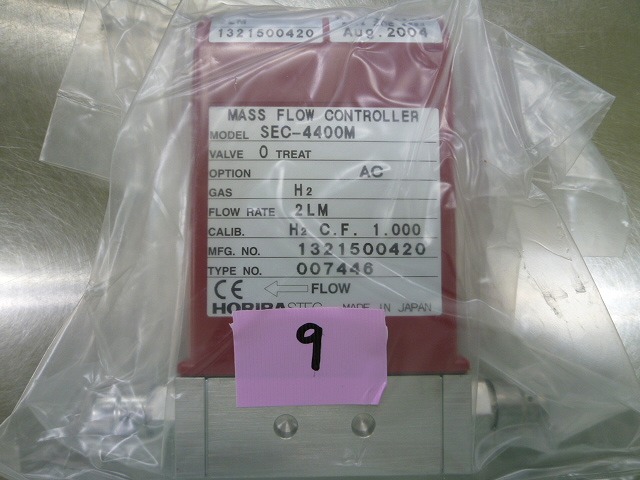 1321500420
Aug.2004
MASS FLOW CONTROLLER
MODEL SEC-4400M
VALVE O TREAT
OPTION AC
GAS H2
FLOW RATE 2LM
CALIB. H2 C.F. 1.000
MFG. NO. 1321500420
TYPE NO. 007446
CE FLOW
HORIBA STEC MADE IN JAPAN
9